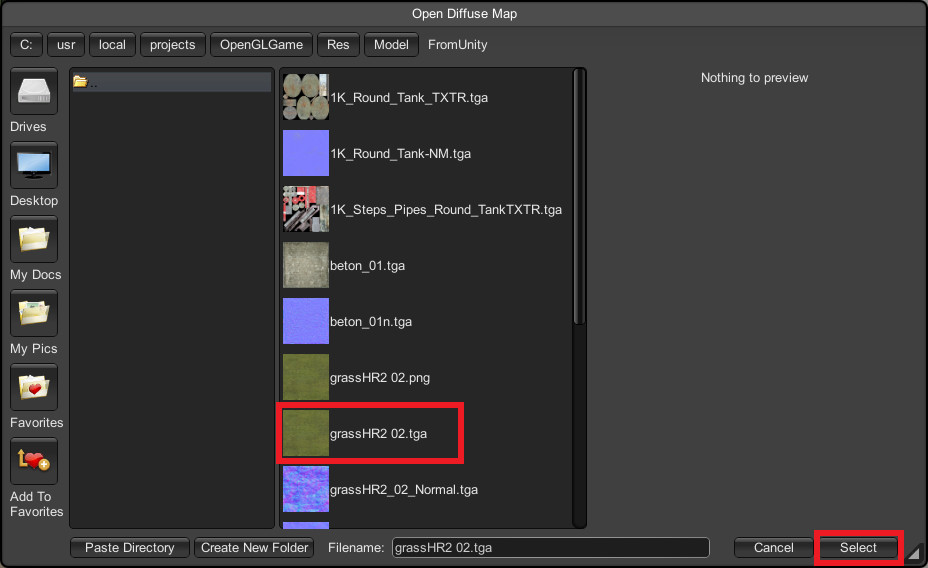 Open Diffuse Map
C: usr local projects OpenGLGame Res Model FromUnity
Drives
Desktop
My Docs
My Pics
Favorites
Add To
Favorites
..
1K_Round_Tank_TXTR.tga
1K_Round_Tank-NM.tga
1K_Steps_Pipes_Round_TankTXTR.tga
beton_01.tga
beton_01n.tga
grassHR2 02.png
grassHR2 02.tga
grassHR2_02_Normal.tga
Nothing to preview
Paste Directory Create New Folder Filename: grassHR2 02.tga Cancel Select